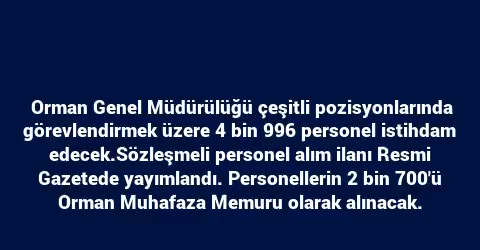 Orman Genel Müdürülüğü çeşitli pozisyonlarında
görevlendirmek üzere 4 bin 996 personel istihdam
edecek.Sözleşmeli personel alım ilanı Resmi
Gazetede yayımlandı. Personellerin 2 bin 700'ü
Orman Muhafaza Memuru olarak alınacak.